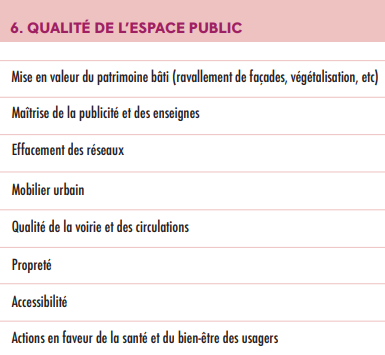 6. QUALITÉ DE L'ESPACE PUBLIC
Mise en valeur du patrimoine bâti (ravallement de façades, végétalisation, etc)
Maîtrise de la publicité et des enseignes
Effacement des réseaux
Mobilier urbain
Qualité de la voirie et des circulations
Propreté
Accessibilité
Actions en faveur de la santé et du bien-être des usagers